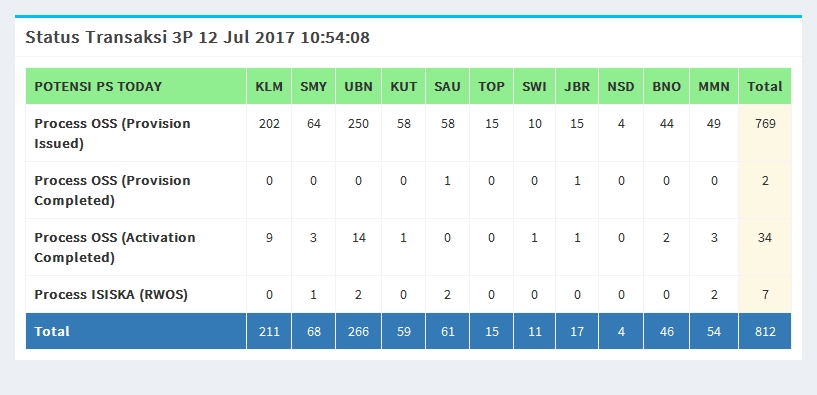 Status Transaksi 3P 12 Jul 2017 10:54:08
POTENSI PS TODAY KLM SMY UBN KUT SAU TOP SWI JBR NSD BNO MMN Total
Process OSS (Provision 202 64 250 58 58 15 10 15 4 44 49 769
Issued)
Process OSS (Provision 0 0 0 0 1 0 0 1 0 0 0 2
Completed)
Process OSS (Activation 9 3 14 1 0 0 1 1 0 2 3 34
Completed)
Process ISISKA (RWOS) 0 1 2 0 2 0 0 0 0 0 2 7
Total 211 68 266 59 61 15 11 17 4 46 54 812